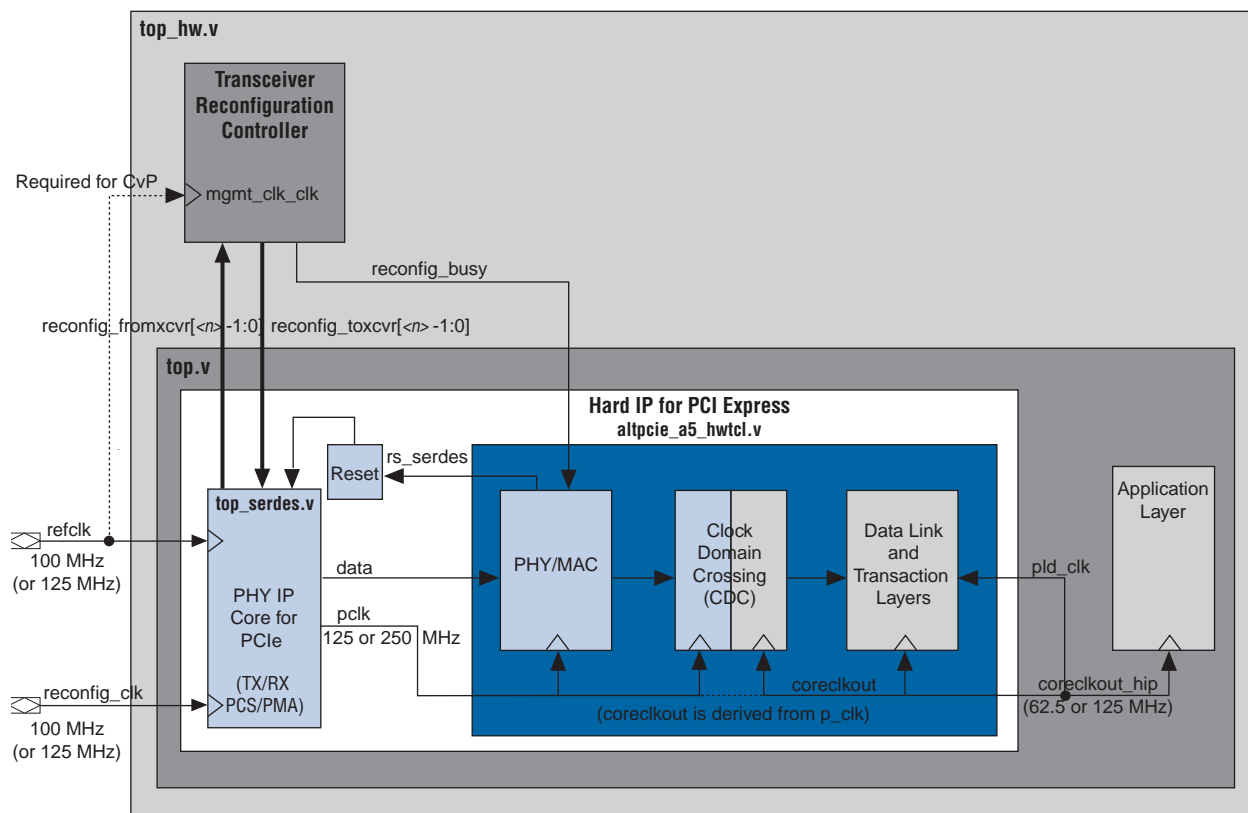 top_hw.v
Transceiver
Reconfiguration
Controller
Required for CvP
mgmt_clk_clk
reconfig_busy
reconfig_fromxcvr[<n> -1:0]
reconfig_toxcvr[<n> -1:0]
top.v
Hard IP for PCI Express
altpcie_a5_hwtcl.v
Reset
rs_serdes
top_serdes.v
refclk
100 MHz
(or 125 MHz)
PHY IP
Core for
PCIe
(TX/RX
PCS/PMA)
reconfig_clk
100 MHz
(or 125 MHz)
data
pclk
125 or 250 MHz
PHY/MAC
Clock
Domain
Crossing
(CDC)
Data Link
and
Transaction
Layers
Application
Layer
pld_clk
coreclkout
(coreclkout is derived from p_clk)
coreclkout_hip
(62.5 or 125 MHz)